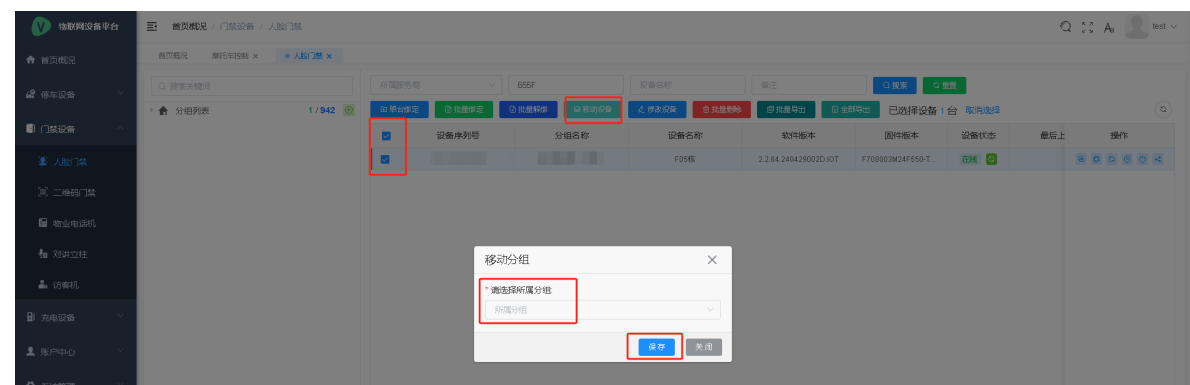 物联网设备平台
首页概况 / 门禁设备 / 人脸门禁
test
首页概况
摩托车控制 ×
人脸门禁 ×
首页概况
停车设备
门禁设备
人脸门禁
二维码门禁
物业电话机
对讲立柱
访客机
充电设备
账户中心
搜索关键词
分组列表
1 / 942
所属服务商
655F
设备名称
备注
搜索
重置
单台绑定
批量绑定
批量解绑
移动设备
修改设备
批量删除
批量导出
全部导出
已选择设备 1 台 取消选择
设备序列号 分组名称 设备名称 软件版本 固件版本 设备状态 最后上 操作
F05栋 2.2.84.240429002D.IOT F708003M24F550-T... 在线
移动分组
* 请选择所属分组
所属分组
保存 关闭